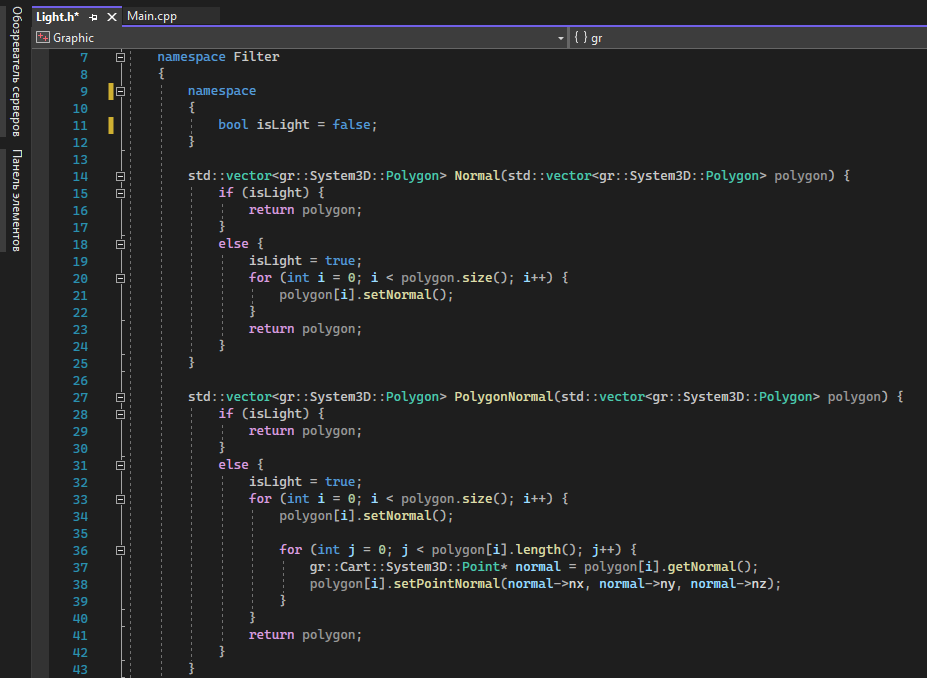 Light.h*
Main.cpp
Обозреватель серверов
Панель элементов
Graphic
{ } gr
7 namespace Filter
8 {
9 namespace
10 {
11 bool isLight = false;
12 }
13
14 std::vector<gr::System3D::Polygon> Normal(std::vector<gr::System3D::Polygon> polygon) {
15 if (isLight) {
16 return polygon;
17 }
18 else {
19 isLight = true;
20 for (int i = 0; i < polygon.size(); i++) {
21 polygon[i].setNormal();
22 }
23 return polygon;
24 }
25 }
26
27 std::vector<gr::System3D::Polygon> PolygonNormal(std::vector<gr::System3D::Polygon> polygon) {
28 if (isLight) {
29 return polygon;
30 }
31 else {
32 isLight = true;
33 for (int i = 0; i < polygon.size(); i++) {
34 polygon[i].setNormal();
35
36 for (int j = 0; j < polygon[i].length(); j++) {
37 gr::Cart::System3D::Point* normal = polygon[i].getNormal();
38 polygon[i].setPointNormal(normal->nx, normal->ny, normal->nz);
39 }
40 }
41 return polygon;
42 }
43 }